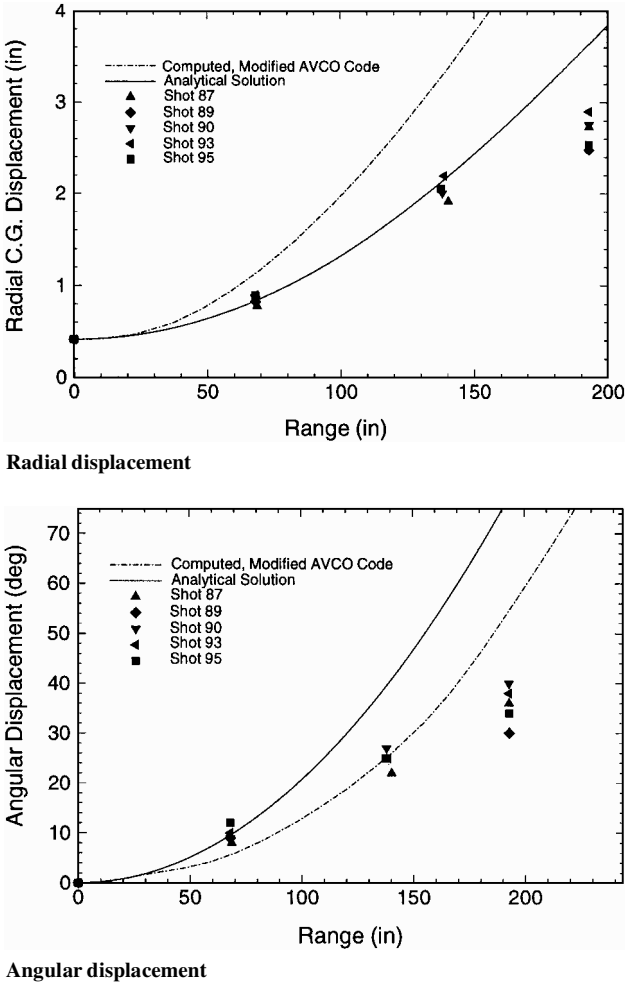 4
3
2
1
0
Radial C.G. Displacement (in)
Computed, Modified AVCO Code
Analytical Solution
Shot 87
Shot 89
Shot 90
Shot 93
Shot 95
0 50 100 150 200
Range (in)
Radial displacement
70
60
50
40
30
20
10
0
Angular Displacement (deg)
Computed, Modified AVCO Code
Analytical Solution
Shot 87
Shot 89
Shot 90
Shot 93
Shot 95
0 50 100 150 200
Range (in)
Angular displacement